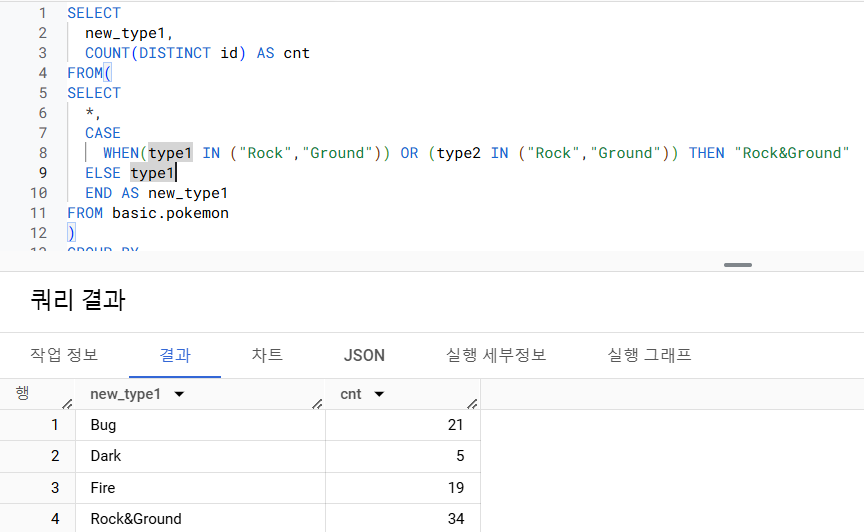 1 SELECT
2 new_type1,
3 COUNT(DISTINCT id) AS cnt
4 FROM(
5 SELECT
6 *,
7 CASE
8 WHEN(type1 IN ("Rock","Ground")) OR (type2 IN ("Rock","Ground")) THEN "Rock&Ground"
9 ELSE type1
10 END AS new_type1
11 FROM basic.pokemon
12 )
13 GROUP BY
쿼리 결과
작업 정보 결과 차트 JSON 실행 세부정보 실행 그래프
행 new_type1 cnt
1 Bug 21
2 Dark 5
3 Fire 19
4 Rock&Ground 34